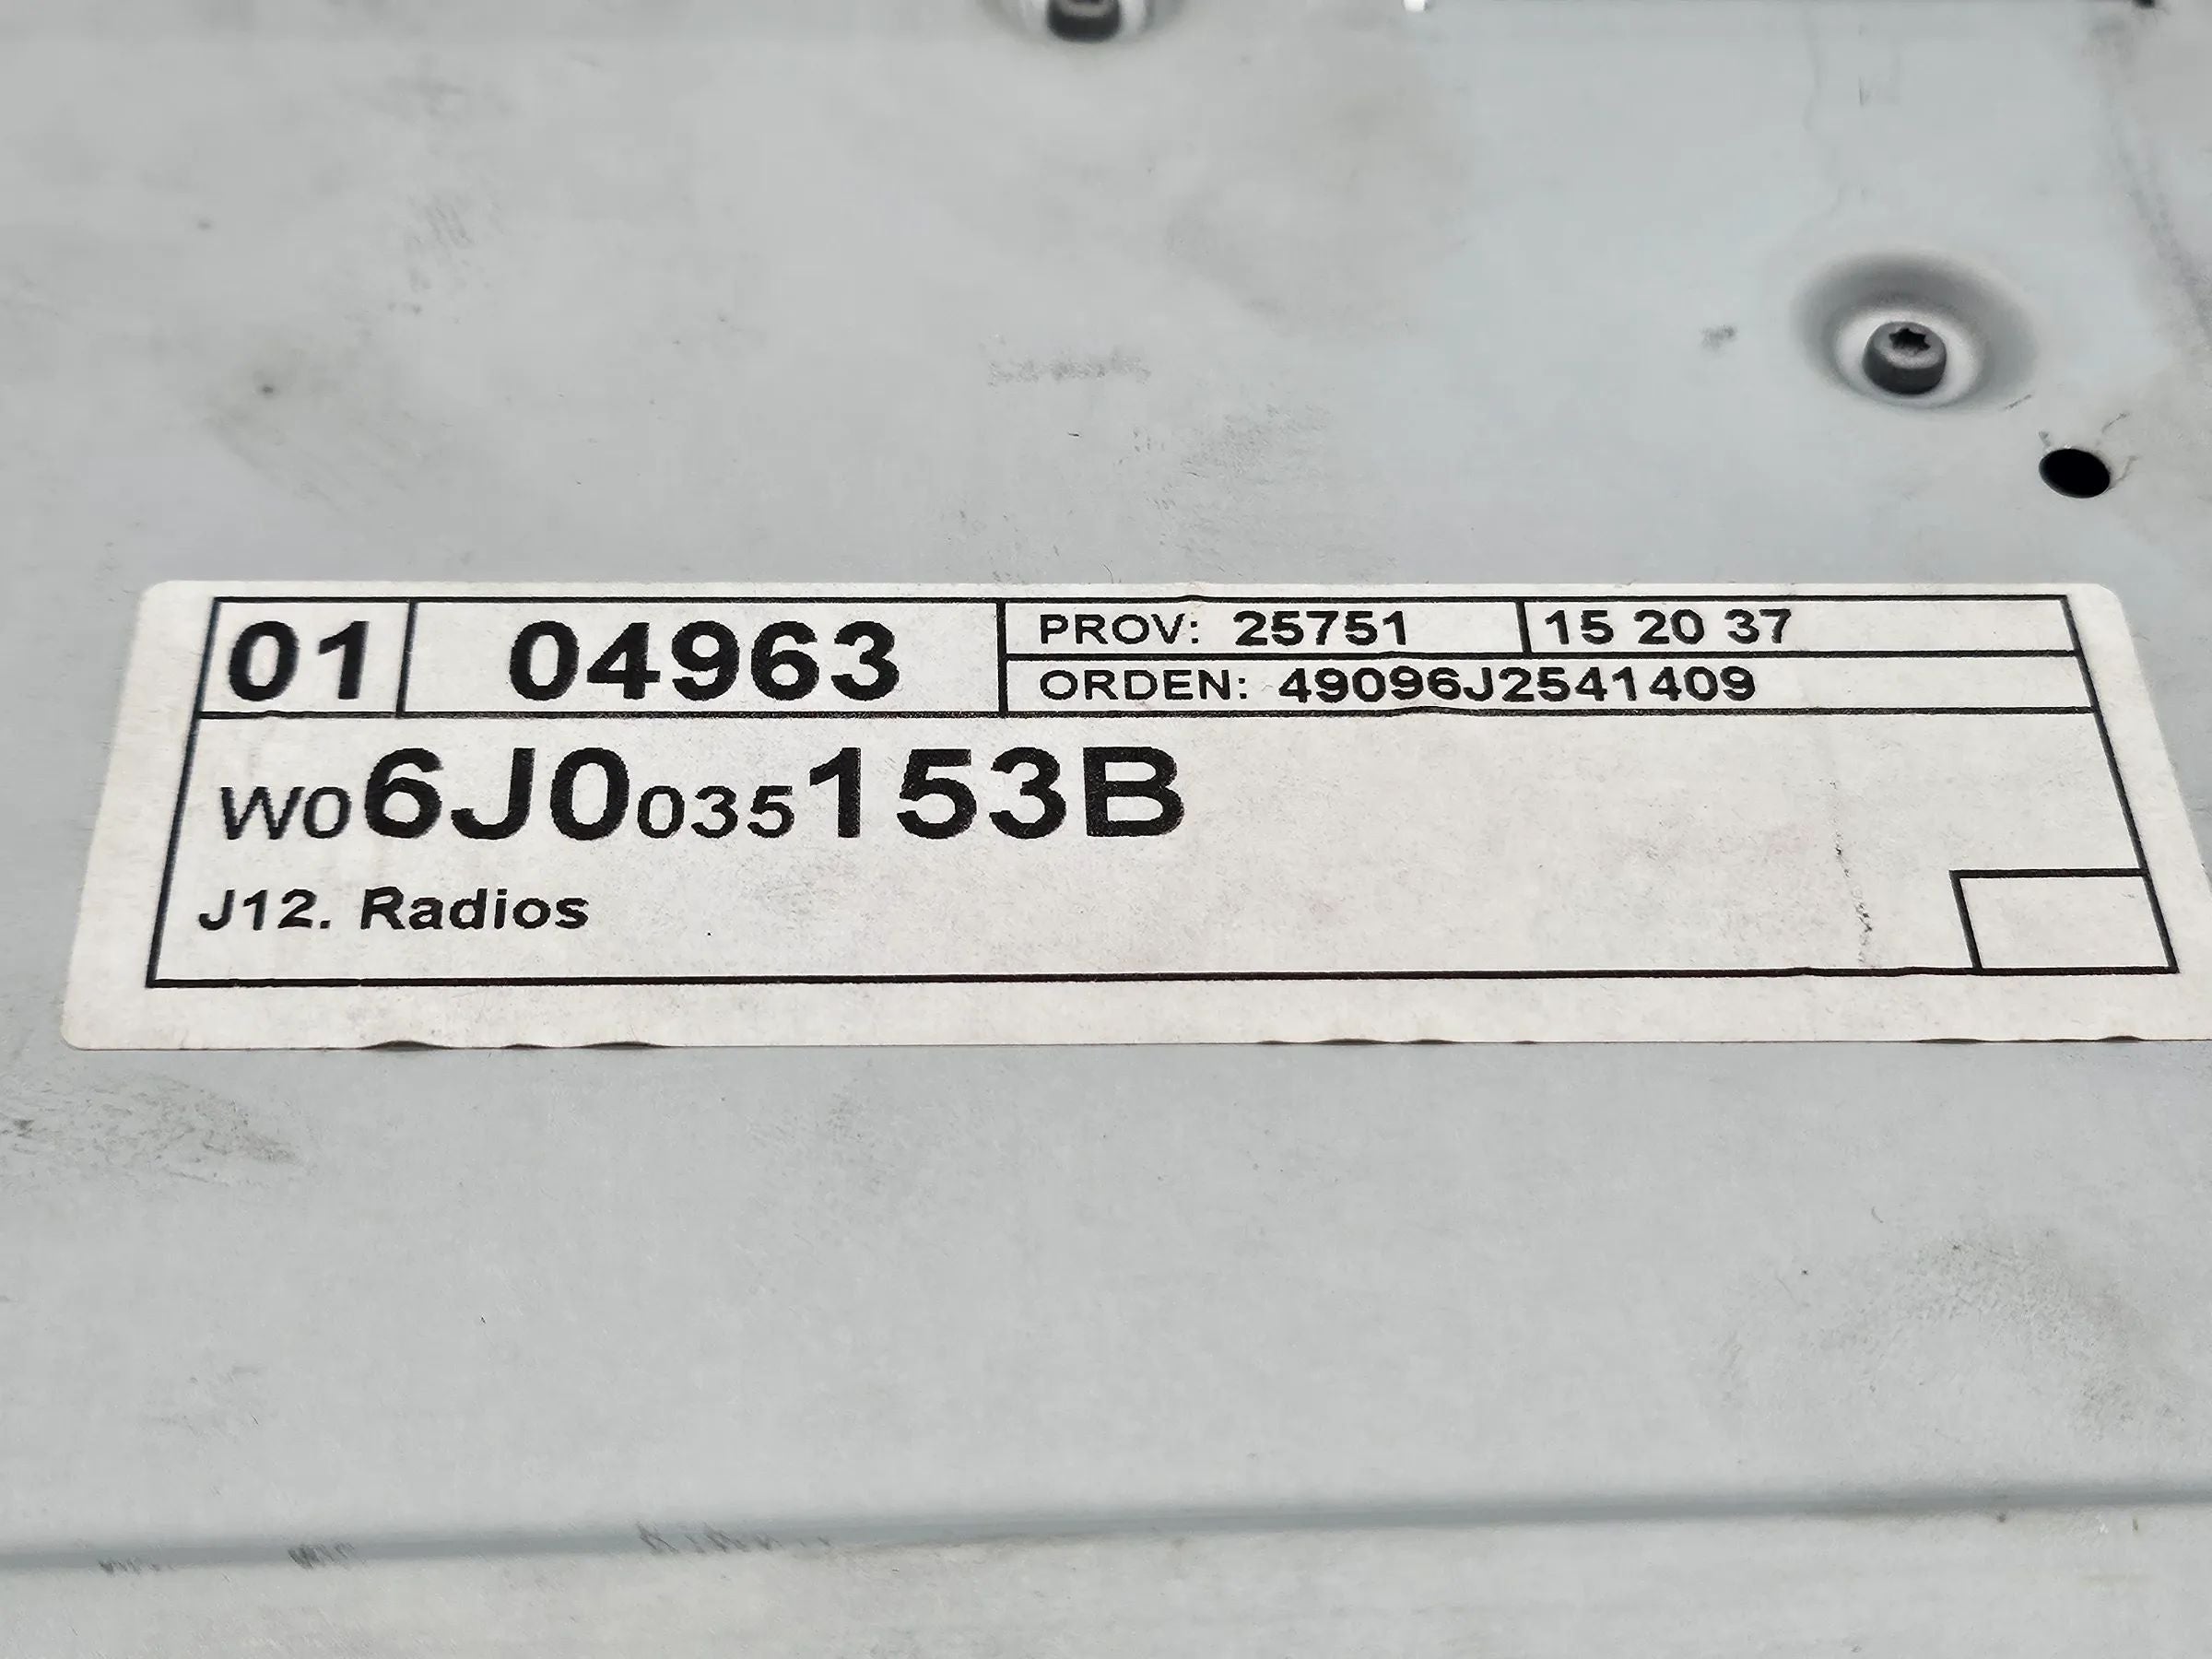 01 04963 PROV: 25751 15 20 37
ORDEN: 49096J2541409
W06J0035153B
J12. Radios